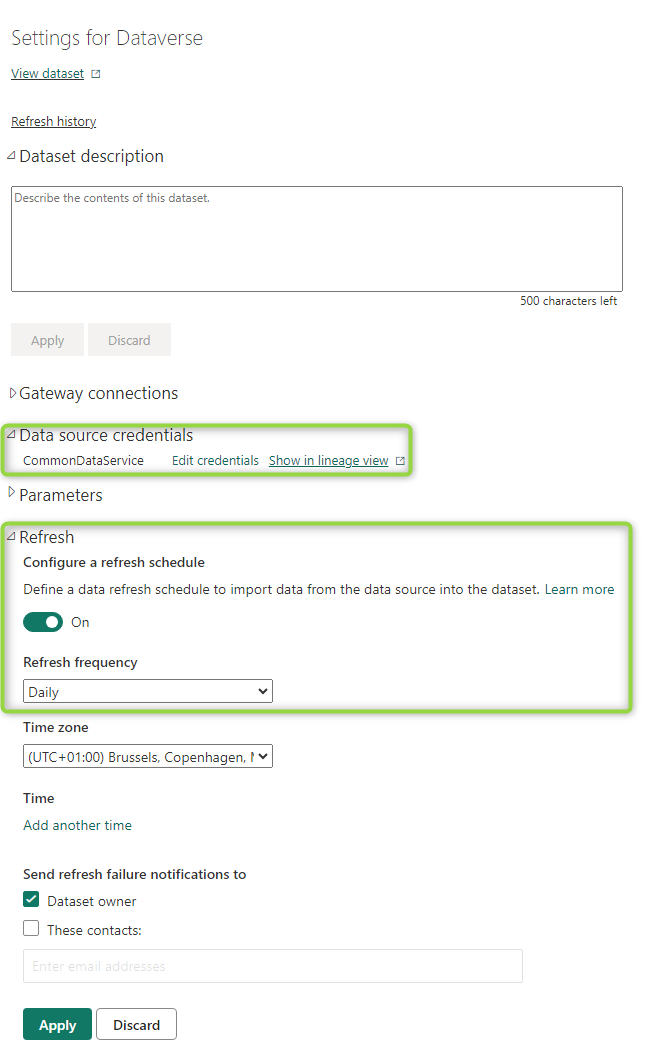 Settings for Dataverse
View dataset
Refresh history
Dataset description
Describe the contents of this dataset.
500 characters left
Apply Discard
Gateway connections
Data source credentials
CommonDataService Edit credentials Show in lineage view
Parameters
Refresh
Configure a refresh schedule
Define a data refresh schedule to import data from the data source into the dataset. Learn more
On
Refresh frequency
Daily
Time zone
(UTC+01:00) Brussels, Copenhagen,
Time
Add another time
Send refresh failure notifications to
Dataset owner
These contacts:
Enter email addresses
Apply Discard